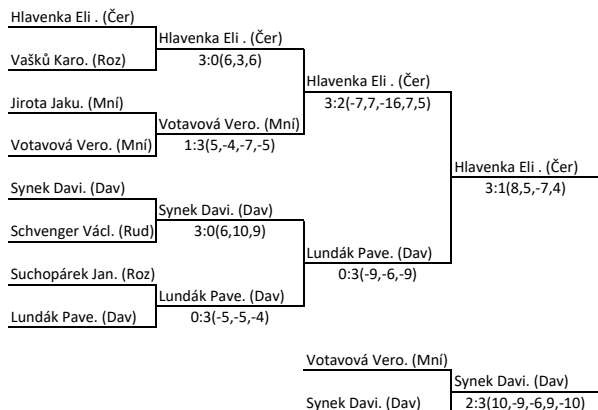 Hlavenka Eli . (Čer)
Hlavenka Eli . (Čer)
Vašků Karo. (Roz)
3:0(6,3,6)
Hlavenka Eli . (Čer)
Jirota Jaku. (Mní)
3:2(-7,7,-16,7,5)
Votavová Vero. (Mní)
Votavová Vero. (Mní)
1:3(5,-4,-7,-5)
Hlavenka Eli . (Čer)
Synek Davi. (Dav)
3:1(8,5,-7,4)
Synek Davi. (Dav)
Schvenger Václ. (Rud)
3:0(6,10,9)
Lundák Pave. (Dav)
Suchopárek Jan. (Roz)
0:3(-9,-6,-9)
Lundák Pave. (Dav)
Lundák Pave. (Dav)
0:3(-5,-5,-4)
Votavová Vero. (Mní)
Synek Davi. (Dav)
Synek Davi. (Dav)
2:3(10,-9,-6,9,-10)